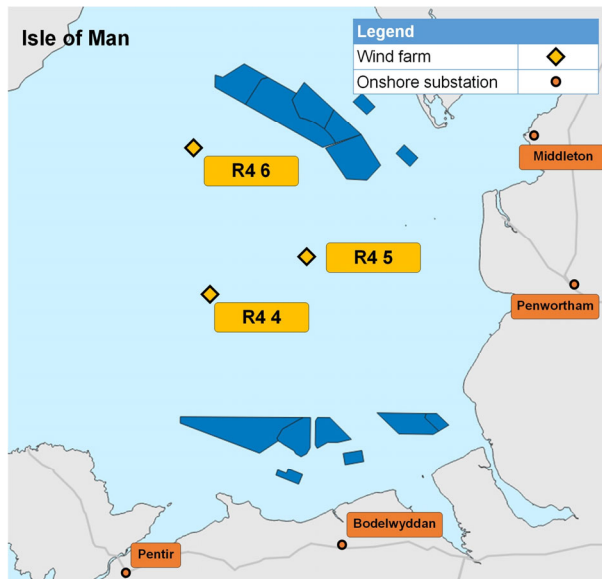 Isle of Man
Legend
Wind farm
Onshore substation
Middleton
R4 6
R4 5
Penwortham
R4 4
Bodelwyddan
Pentir